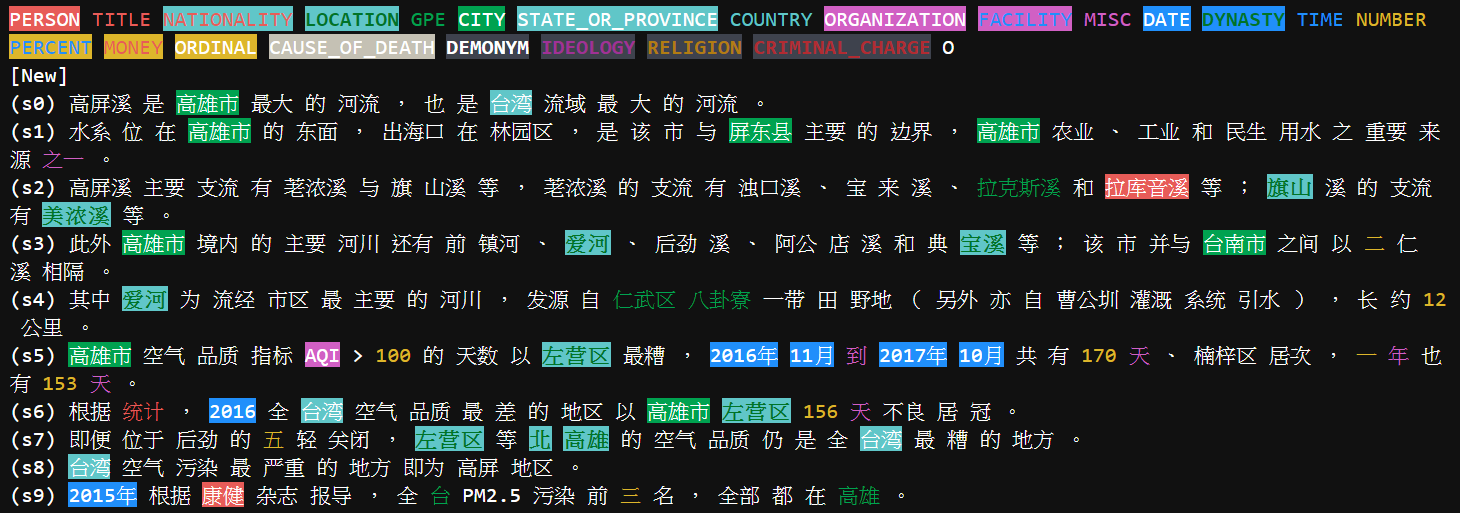 PERSON TITLE NATIONALITY LOCATION GPE CITY STATE_OR_PROVINCE COUNTRY ORGANIZATION FACILITY MISC DATE DYNASTY TIME NUMBER
PERCENT MONEY ORDINAL CAUSE_OF_DEATH DEMONYM IDEOLOGY RELIGION CRIMINAL_CHARGE O
[New]
(s0) 高屏溪 是 高雄市 最大 的 河流 ， 也 是 台湾 流域 最 大 的 河流 。
(s1) 水系 位 在 高雄市 的 东面 ， 出海口 在 林园区 ， 是 该 市 与 屏东县 主要 的 边界 ， 高雄市 农业 、 工业 和 民生 用水 之 重要 来
源 之一 。
(s2) 高屏溪 主要 支流 有 荖浓溪 与 旗 山溪 等 ， 荖浓溪 的 支流 有 浊口溪 、 宝 来 溪 、 拉克斯溪 和 拉库音溪 等 ； 旗山 溪 的 支流
有 美浓溪 等 。
(s3) 此外 高雄市 境内 的 主要 河川 还有 前 镇河 、 爱河 、 后劲 溪 、 阿公 店 溪 和 典 宝溪 等 ； 该 市 并与 台南市 之间 以 二 仁
溪 相隔 。
(s4) 其中 爱河 为 流经 市区 最 主要 的 河川 ， 发源 自 仁武区 八卦寮 一带 田 野地 （ 另外 亦 自 曹公圳 灌溉 系统 引水 ） ， 长 约 12
公里 。
(s5) 高雄市 空气 品质 指标 AQI > 100 的 天数 以 左营区 最糟 ， 2016年 11月 到 2017年 10月 共 有 170 天 、 楠梓区 居次 ， 一 年 也
有 153 天 。
(s6) 根据 统计 ， 2016 全 台湾 空气 品质 最 差 的 地区 以 高雄市 左营区 156 天 不良 居 冠 。
(s7) 即便 位于 后劲 的 五 轻 关闭 ， 左营区 等 北 高雄 的 空气 品质 仍 是 全 台湾 最 糟 的 地方 。
(s8) 台湾 空气 污染 最 严重 的 地方 即为 高屏 地区 。
(s9) 2015年 根据 康健 杂志 报导 ， 全 台 PM2.5 污染 前 三 名 ， 全部 都 在 高雄 。